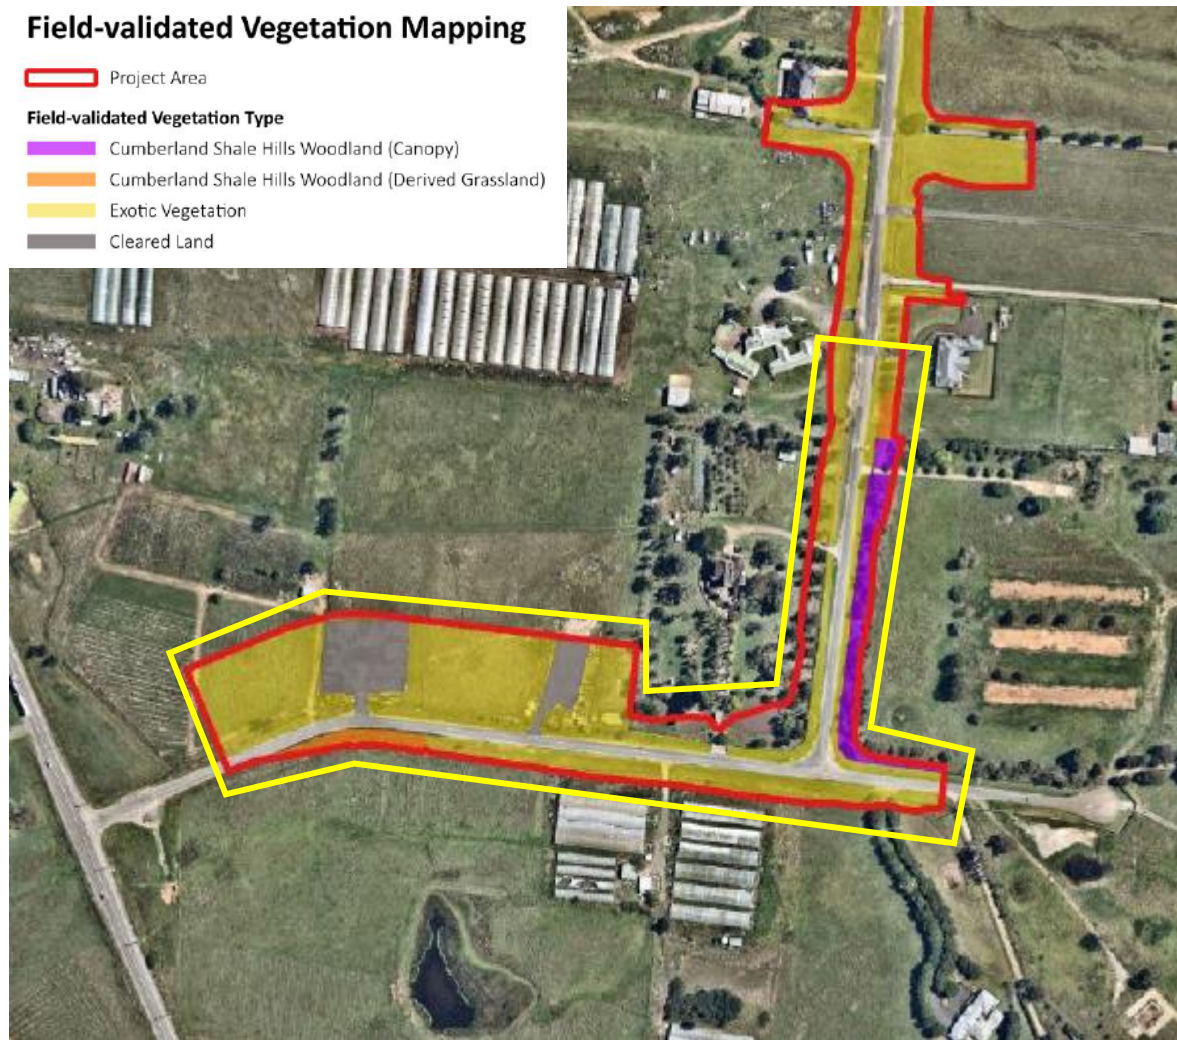 Field-validated Vegetation Mapping
Project Area
Field-validated Vegetation Type
Cumberland Shale Hills Woodland (Canopy)
Cumberland Shale Hills Woodland (Derived Grassland)
Exotic Vegetation
Cleared Land